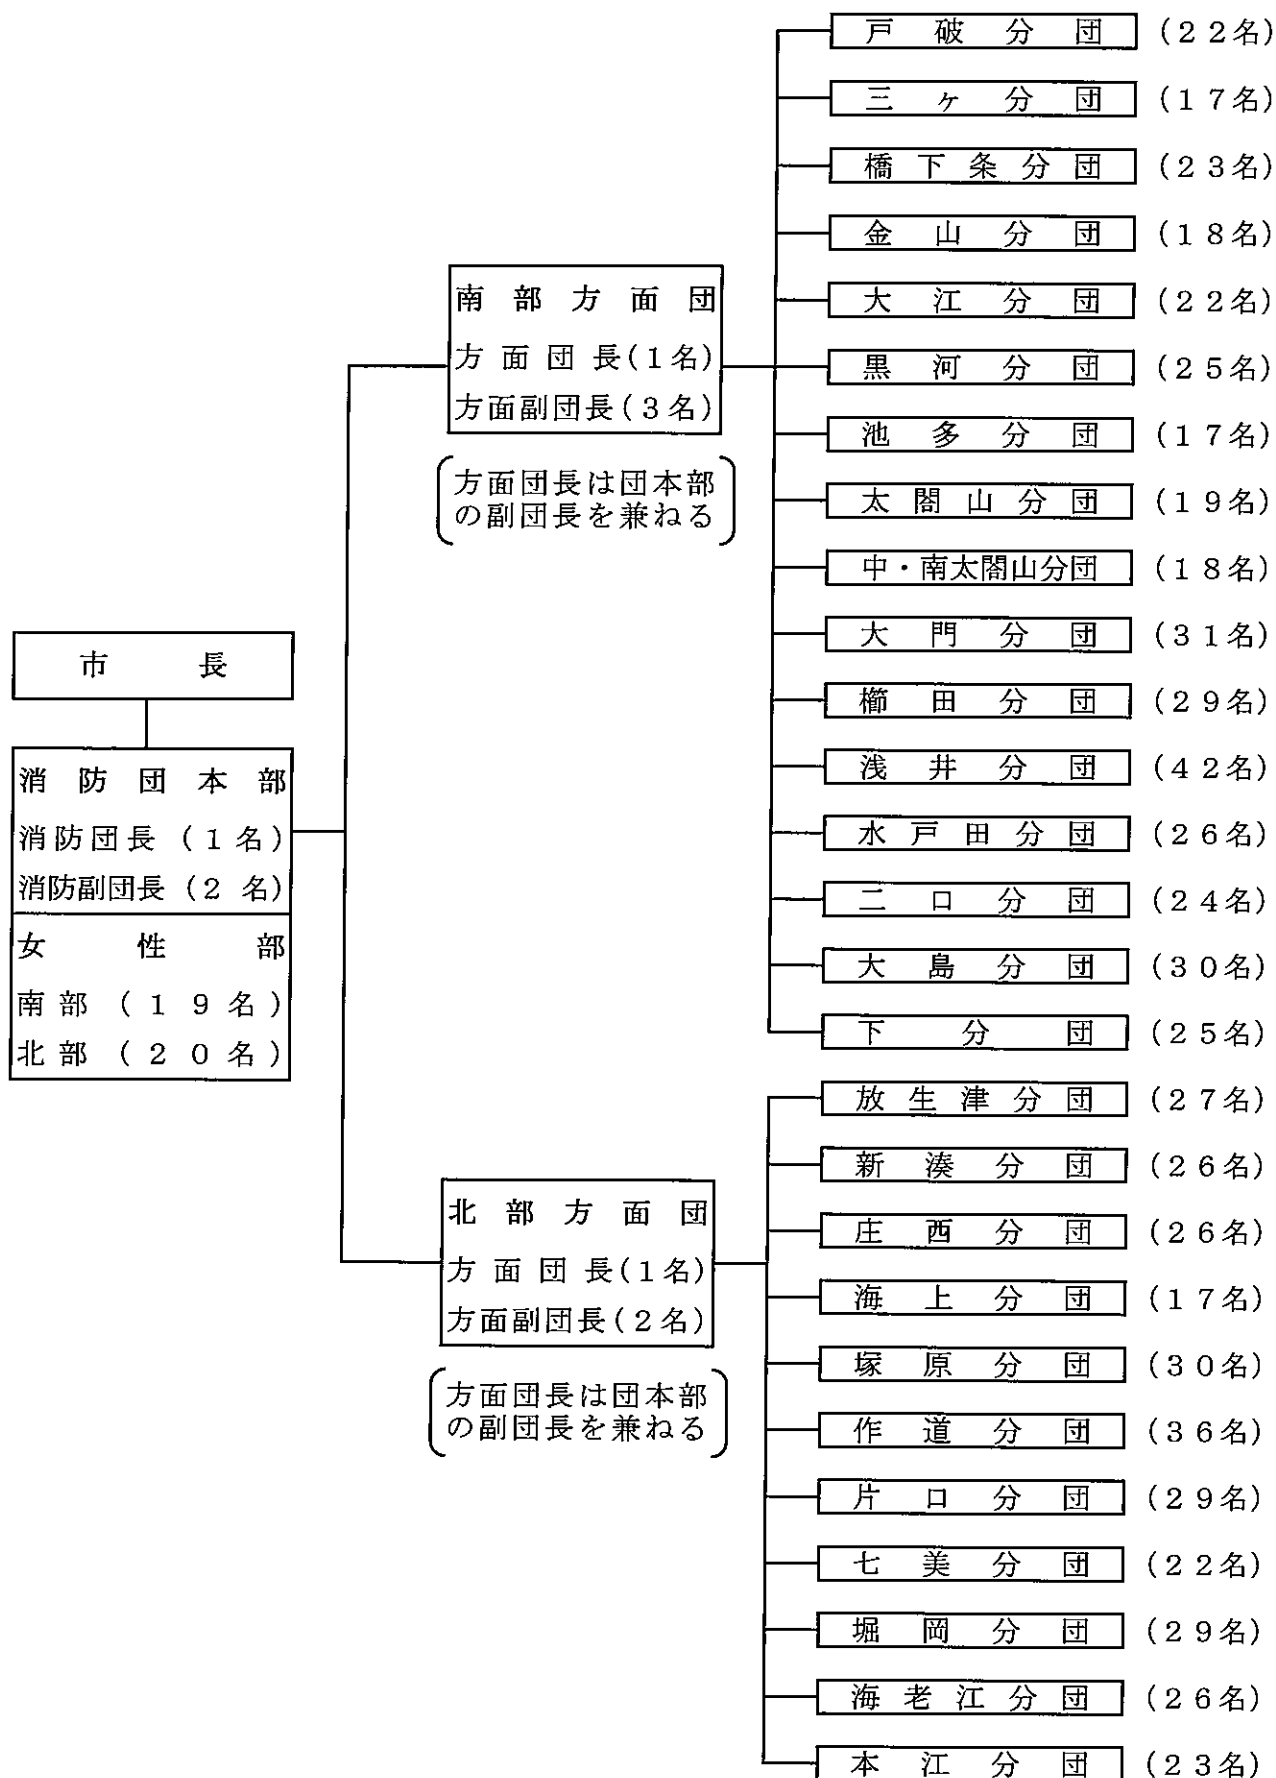 市長
消防団本部
消防団長(1名)
消防副団長(2名)
女性部
南部(19名)
北部(20名)
南部方面団
方面団長(1名)
方面副団長(3名)
方面団長は団本部
の副団長を兼ねる
戸破分団(22名)
三ヶ分団(17名)
橋下条分団(23名)
金山分団(18名)
大江分団(22名)
黒河分団(25名)
池多分団(17名)
太閤山分団(19名)
中・南太閤山分団(18名)
大門分団(31名)
櫛田分団(29名)
浅井分団(42名)
水戸田分団(26名)
二口分団(24名)
大島分団(30名)
下分団(25名)
北部方面団
方面団長(1名)
方面副団長(2名)
方面団長は団本部
の副団長を兼ねる
放生津分団(27名)
新湊分団(26名)
庄西分団(26名)
海上分団(17名)
塚原分団(30名)
作道分団(36名)
片口分団(29名)
七美分団(22名)
堀岡分団(29名)
海老江分団(26名)
本江分団(23名)